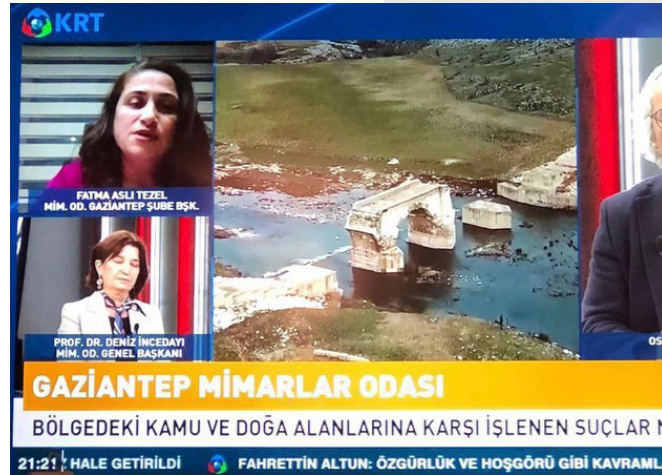 KRT
FATMA ASLI TEZEL
MİM. OD. GAZİANTEP ŞUBE BŞK.
PROF. DR. DENİZ İNCEDAYI
MİM. OD. GENEL BAŞKANI
OS
GAZİANTEP MİMARLAR ODASI
BÖLGEDEKİ KAMU VE DOĞA ALANLARINA KARŞI İŞLENEN SUÇLAR
21:21 HALE GETİRİLDİ FAHRETTİN ALTUN: ÖZGÜRLÜK VE HOŞGÖRÜ GİBİ KAVRAML